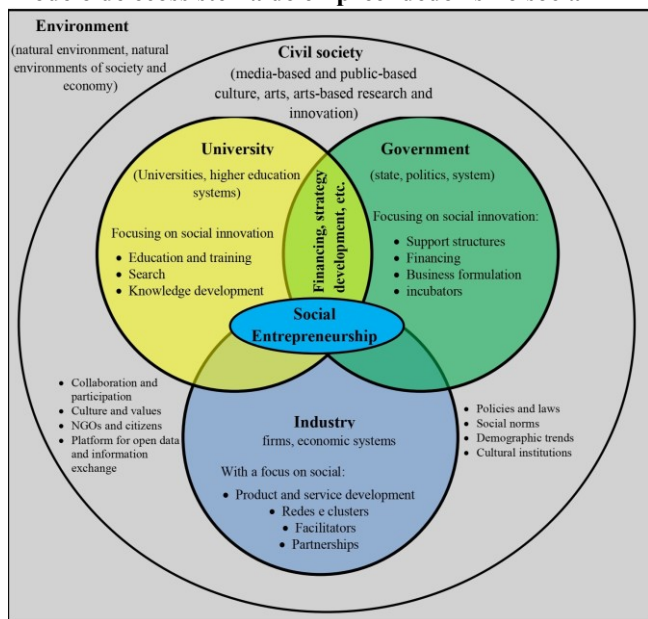 Environment
(natural environment, natural
environments of society and
economy)
Civil society
(media-based and public-based
culture, arts, arts-based research and
innovation)
University
(Universities, higher education
systems)
Focusing on social innovation
• Education and training
• Search
• Knowledge development
Financing, strategy
development, etc.
Government
(state, politics, system)
Focusing on social innovation:
• Support structures
• Financing
• Business formulation
• incubators
Social
Entrepreneurship
• Collaboration and
participation
• Culture and values
• NGOs and citizens
• Platform for open data
and information
exchange
Industry
firms, economic systems
With a focus on social:
• Product and service development
• Redes e clusters
• Facilitators
• Partnerships
• Policies and laws
• Social norms
• Demographic trends
• Cultural institutions